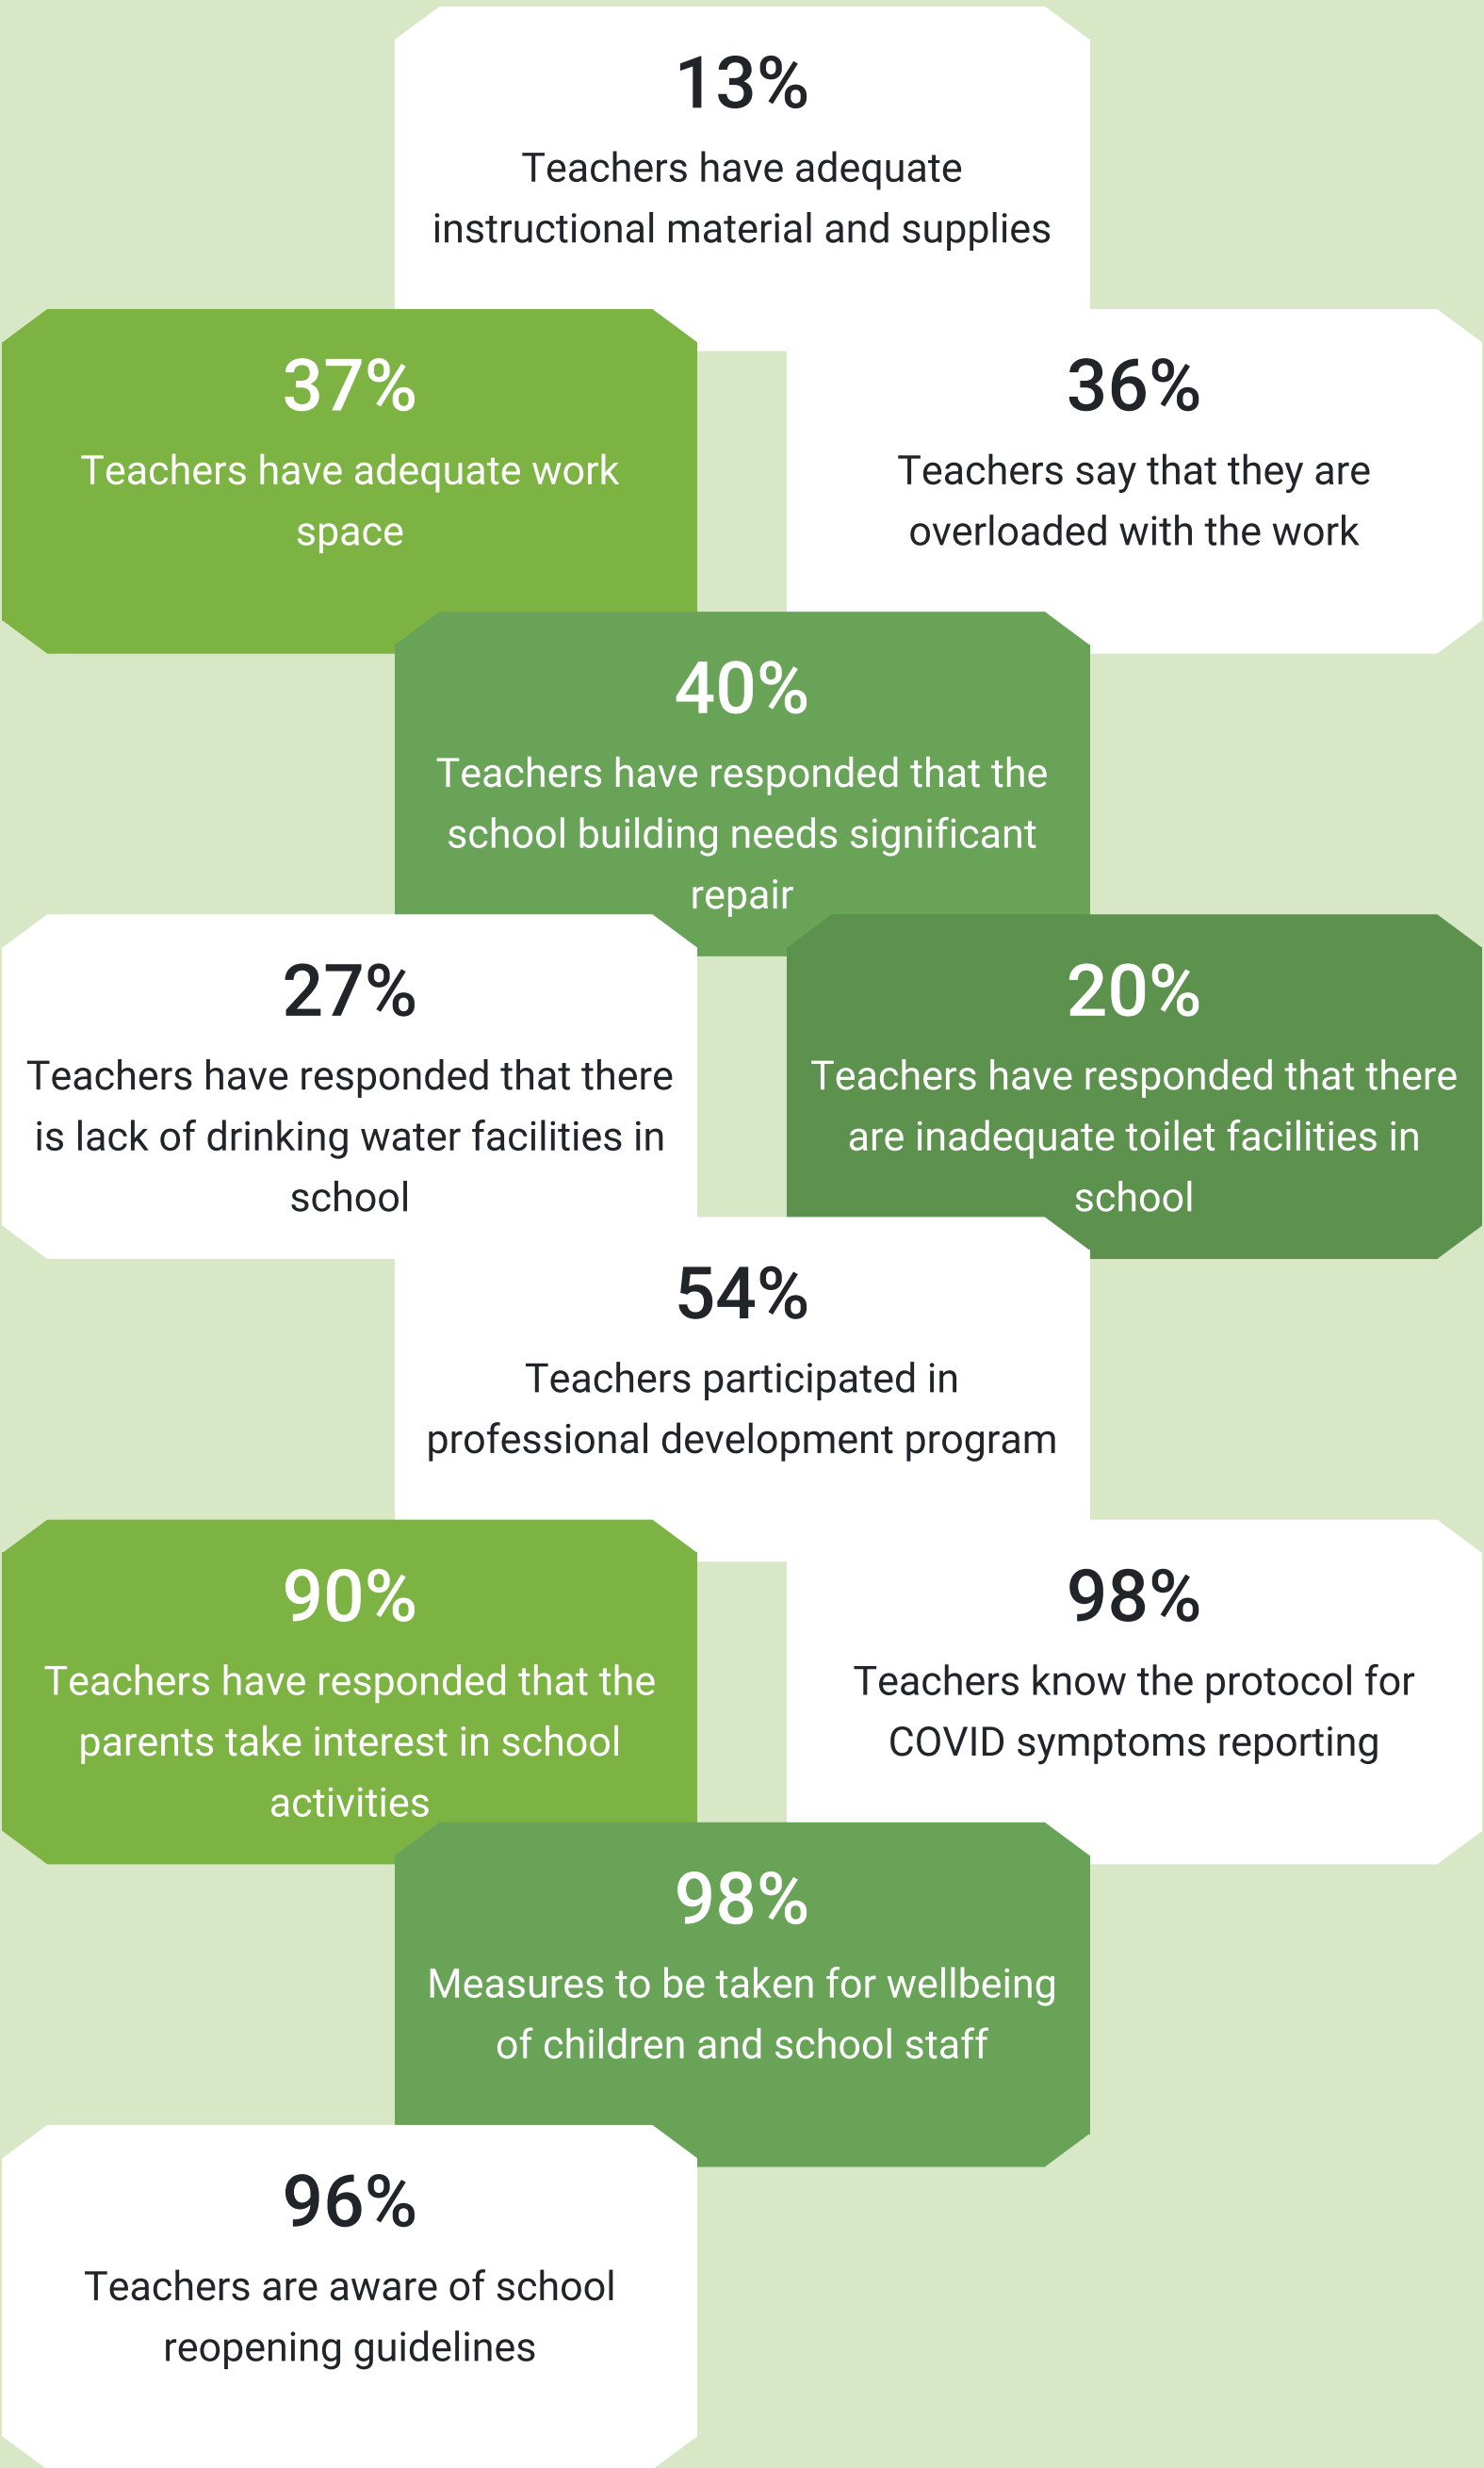 13%
Teachers have adequate
instructional material and supplies
37%
Teachers have adequate work
space
36%
Teachers say that they are
overloaded with the work
40%
Teachers have responded that the
school building needs significant
repair
27%
Teachers have responded that there
is lack of drinking water facilities in
school
20%
Teachers have responded that there
are inadequate toilet facilities in
school
54%
Teachers participated in
professional development program
90%
Teachers have responded that the
parents take interest in school
activities
98%
Teachers know the protocol for
COVID symptoms reporting
98%
Measures to be taken for wellbeing
of children and school staff
96%
Teachers are aware of school
reopening guidelines